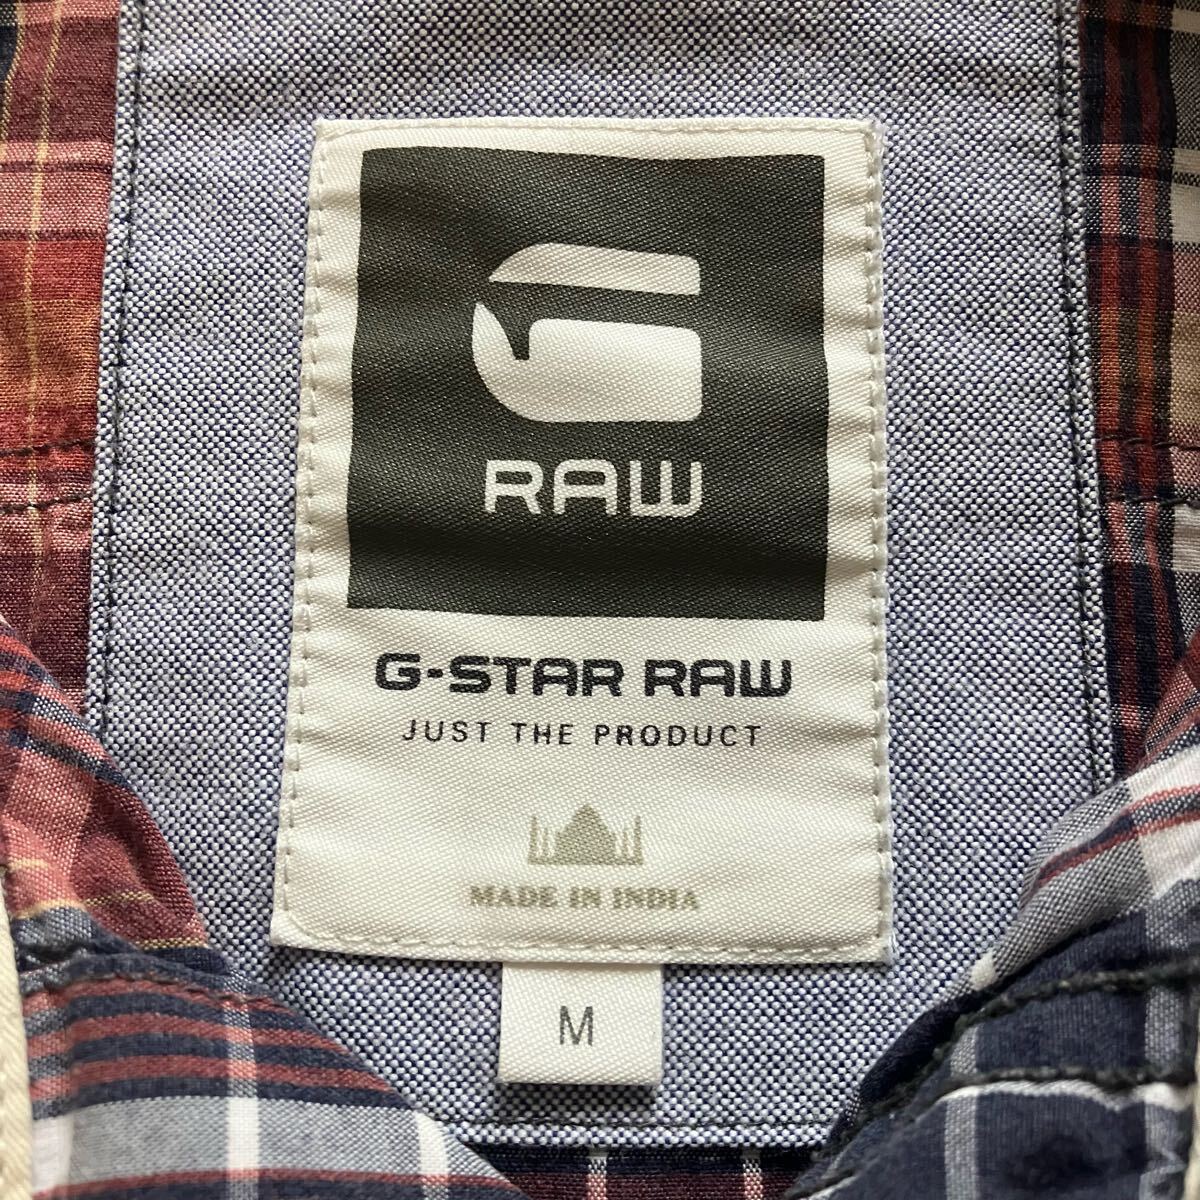 G
RAW
G-STAR RAW
JUST THE PRODUCT
MADE IN INDIA
M